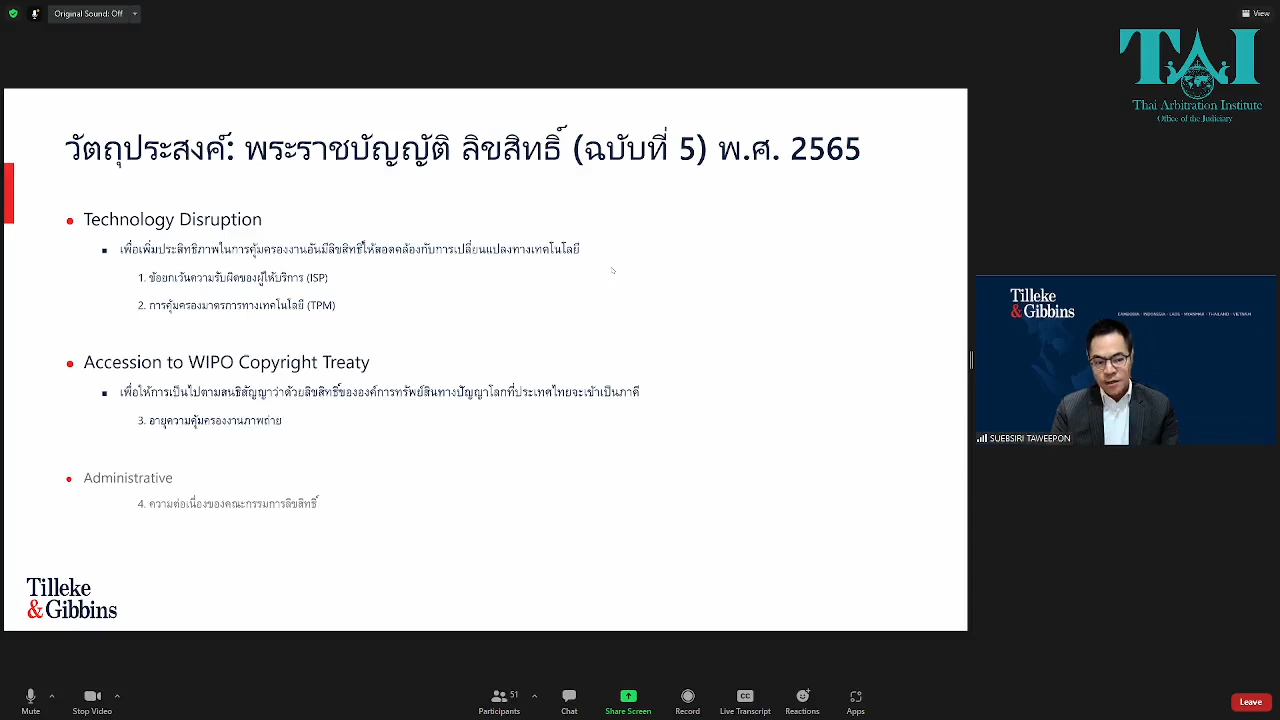 Original Sound: Off
View
TAI
Thai Arbitration Institute
Office of the Judiciary
วัตถุประสงค์: พระราชบัญญัติ ลิขสิทธิ์ (ฉบับที่ 5) พ.ศ. 2565
Technology Disruption
เพื่อเพิ่มประสิทธิภาพในการคุ้มครองงานอันมีลิขสิทธิ์ให้สอดคล้องกับการเปลี่ยนแปลงทางเทคโนโลยี
1. ข้อยกเว้นความรับผิดของผู้ให้บริการ (ISP)
2. การคุ้มครองมาตรการทางเทคโนโลยี (TPM)
Accession to WIPO Copyright Treaty
เพื่อให้การเป็นไปตามสนธิสัญญาว่าด้วยลิขสิทธิ์ขององค์การทรัพย์สินทางปัญญาโลกที่ประเทศไทยจะเข้าเป็นภาคี
3. อายุความคุ้มครองงานภาพถ่าย
Administrative
4. ความต่อเนื่องของคณะกรรมการลิขสิทธิ์
Tilleke
& Gibbins
Tilleke
& Gibbins
CAMBODIA · INDONESIA · LAOS · MYANMAR · THAILAND · VIETNAM
SUEBSIRI TAWEEPON
Mute
Stop Video
51
Participants
Chat
Share Screen
Record
CC
Live Transcript
Reactions
Apps
Leave